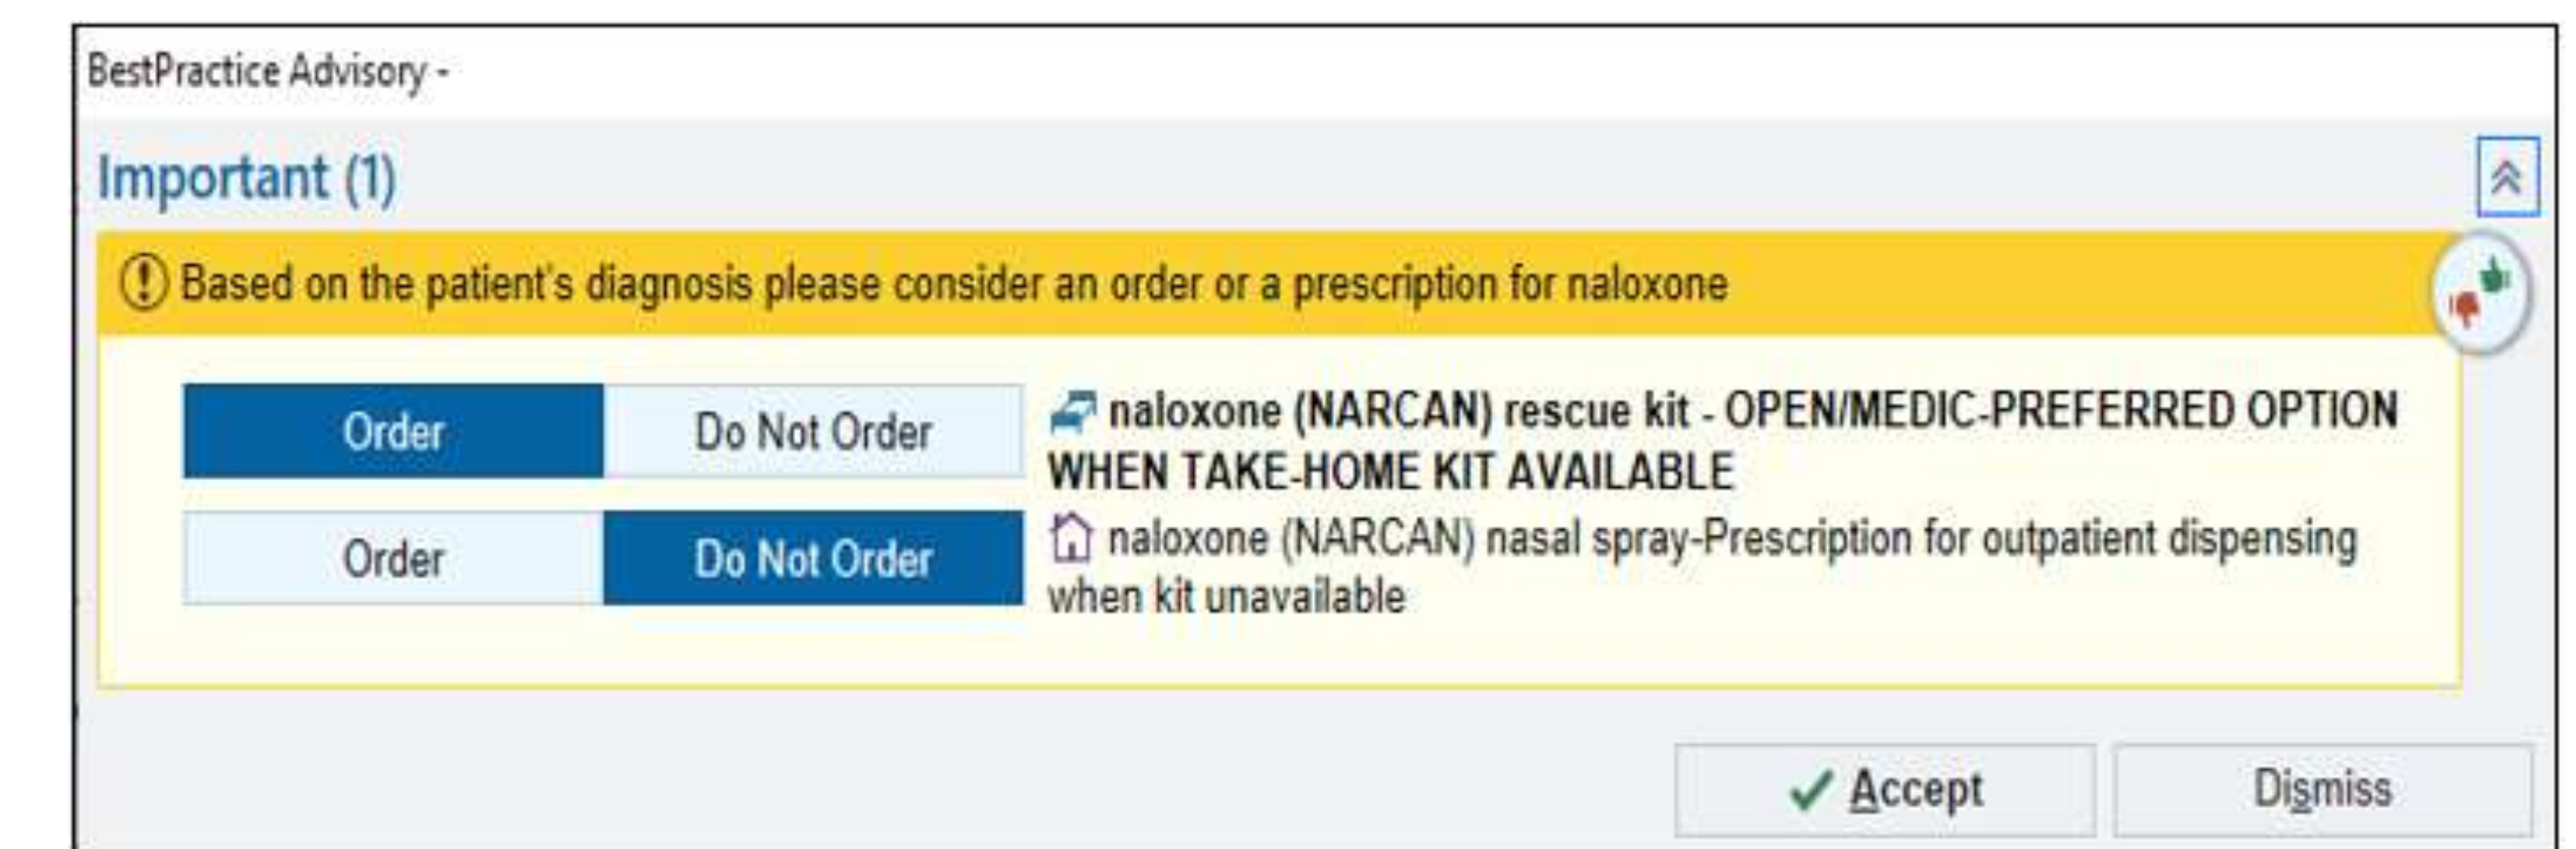 BestPractice Advisory -
Important (1)
Based on the patient's diagnosis please consider an order or a prescription for naloxone
Order Do Not Order naloxone (NARCAN) rescue kit - OPEN/MEDIC-PREFERRED OPTION
WHEN TAKE-HOME KIT AVAILABLE
Order Do Not Order naloxone (NARCAN) nasal spray-Prescription for outpatient dispensing
when kit unavailable
Accept Dismiss